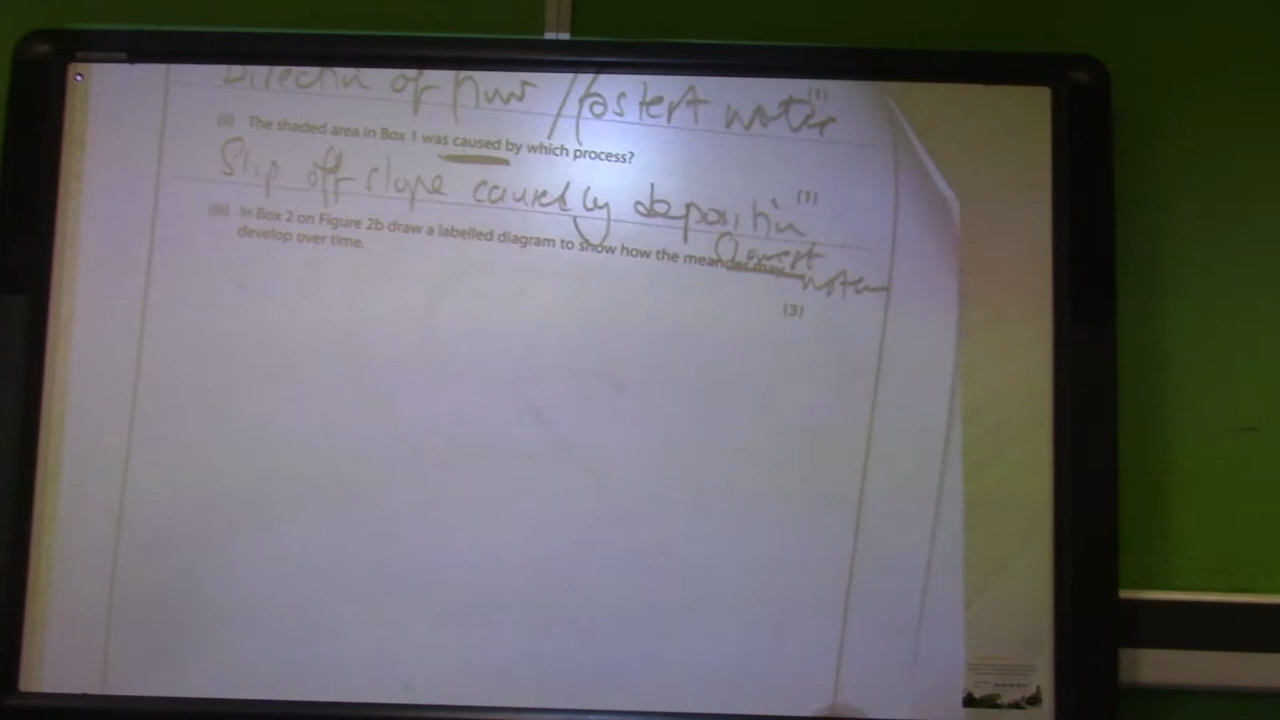 Direction of flow / fastest water
(1)
(ii) The shaded area in Box 1 was caused by which process?
Slip off slope caused by deposition
(1)
Slowest
water
(iii) In Box 2 on Figure 2b draw a labelled diagram to show how the meander may
develop over time.
(3)